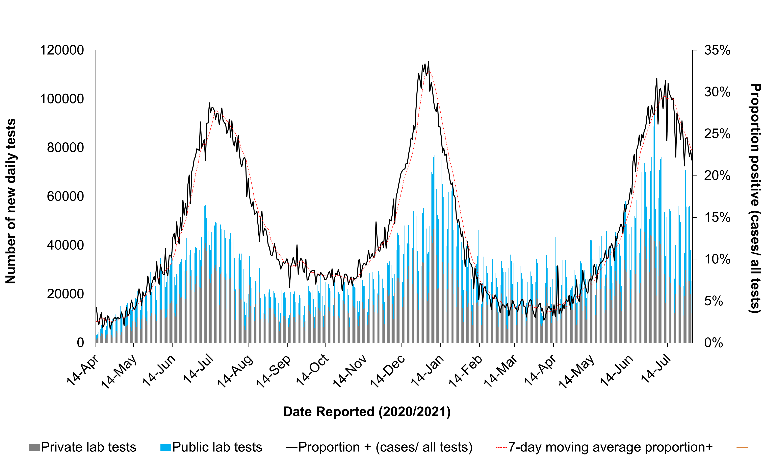 120000
100000
80000
60000
40000
20000
0
Number of new daily tests
35%
30%
25%
20%
15%
10%
5%
0%
Proportion positive (cases/ all tests)
14-Apr
14-May
14-Jun
14-Jul
14-Aug
14-Sep
14-Oct
14-Nov
14-Dec
14-Jan
14-Feb
14-Mar
14-Apr
14-May
14-Jun
14-Jul
Date Reported (2020/2021)
Private lab tests Public lab tests Proportion + (cases/ all tests) 7-day moving average proportion+